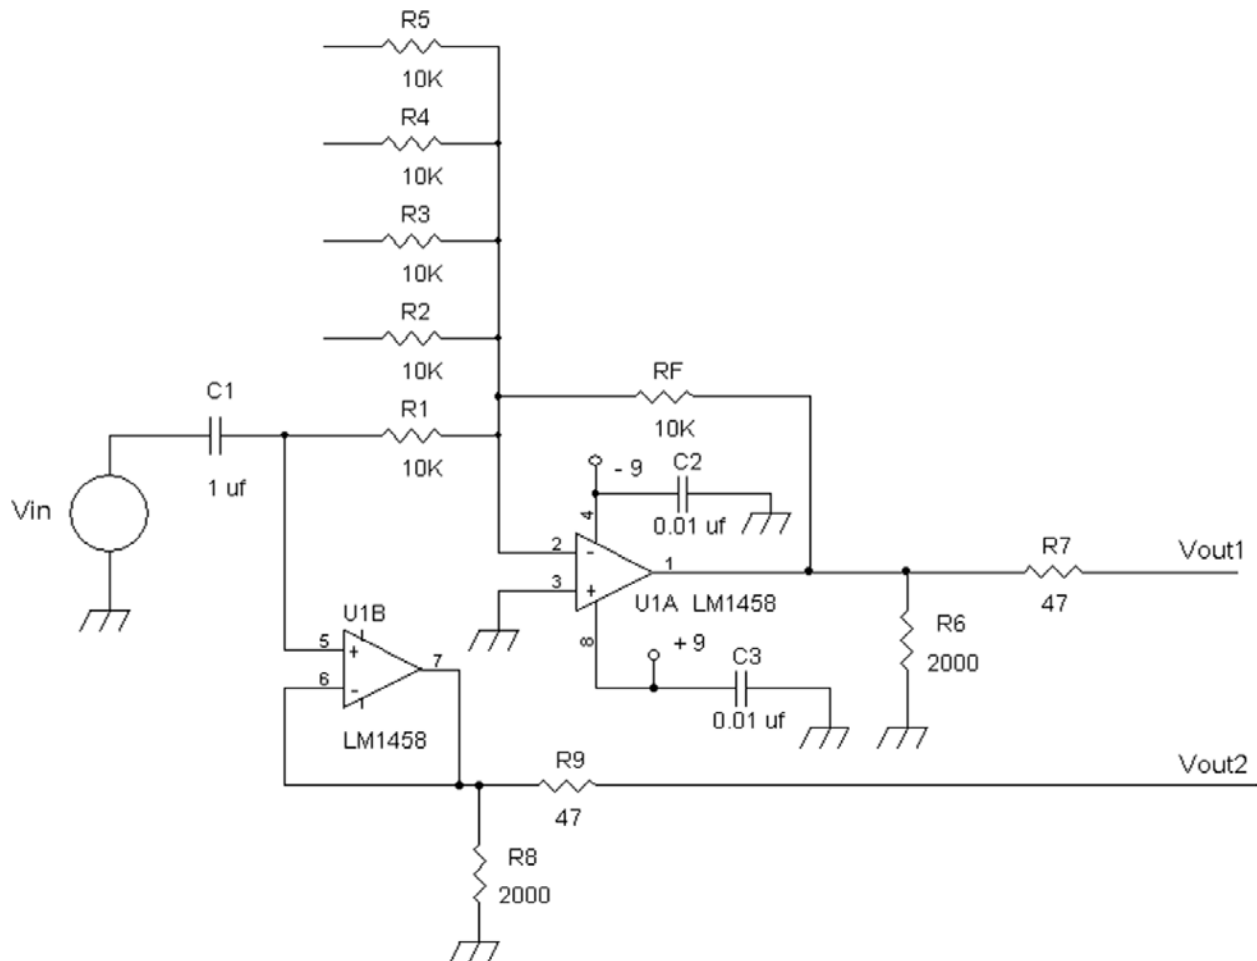 R5
10K
R4
10K
R3
10K
R2
10K
C1
1 uf
R1
10K
RF
10K
Vin
- 9
C2
0.01 uf
4
2
-
3
+
1
U1A LM1458
8
+ 9
C3
0.01 uf
R7
47
Vout1
R6
2000
U1B
5
+
6
-
7
LM1458
R9
47
Vout2
R8
2000